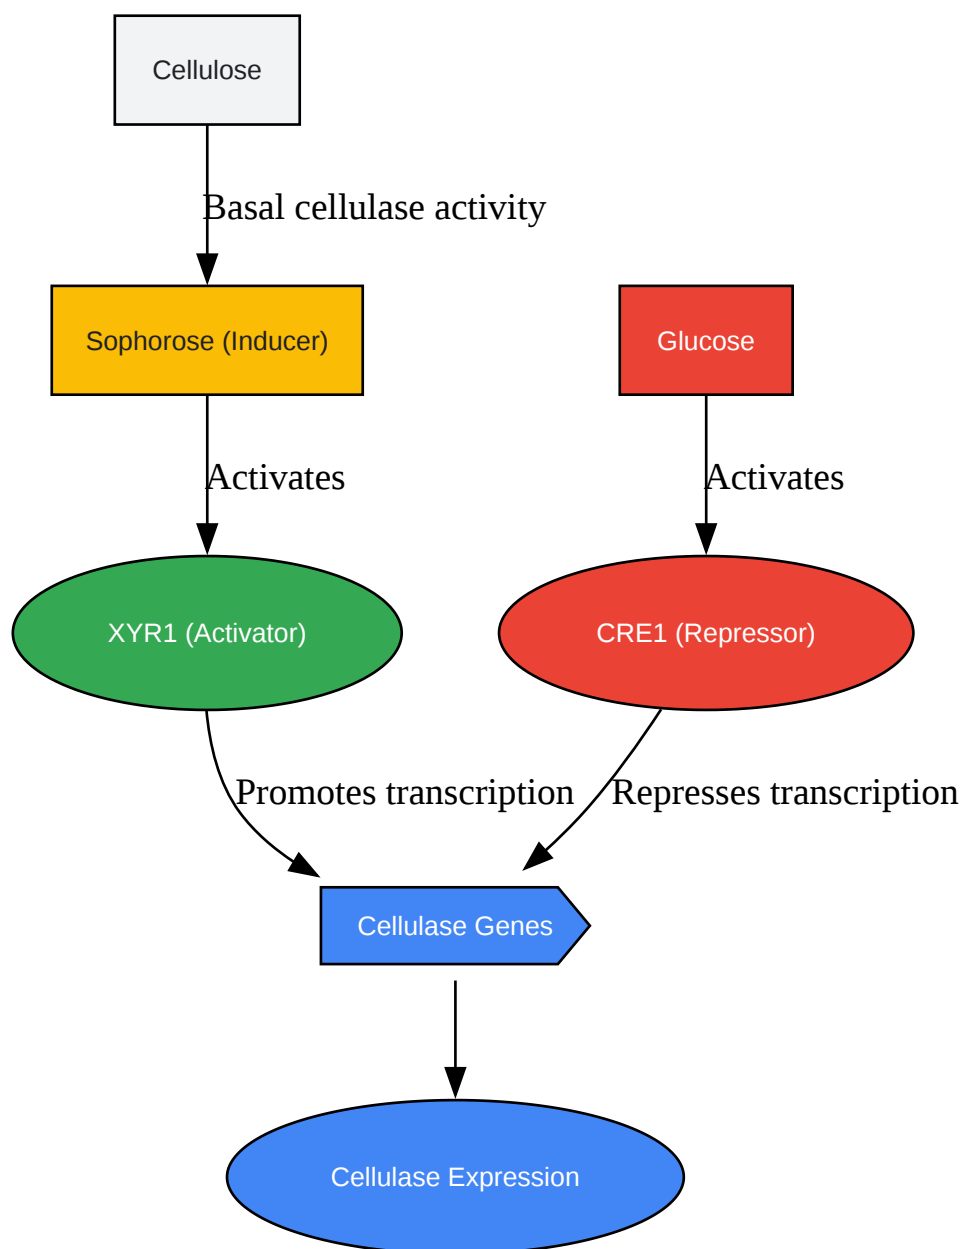 Cellulose
Basal cellulase activity
Sophorose (Inducer)
Glucose
Activates
Activates
XYR1 (Activator)
CRE1 (Repressor)
Promotes transcription
Represses transcription
Cellulase Genes
Cellulase Expression